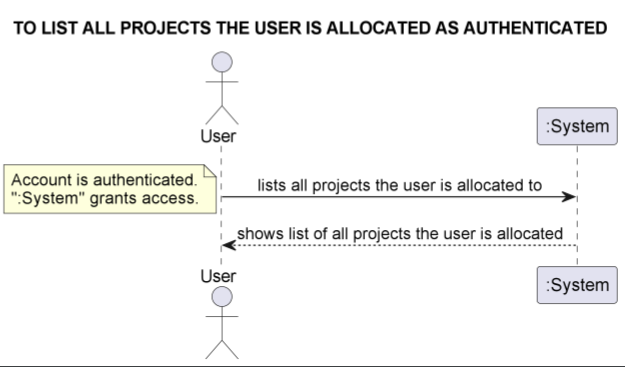 TO LIST ALL PROJECTS THE USER IS ALLOCATED AS AUTHENTICATED
User
:System
Account is authenticated.
":System" grants access.
lists all projects the user is allocated to
shows list of all projects the user is allocated
User
:System